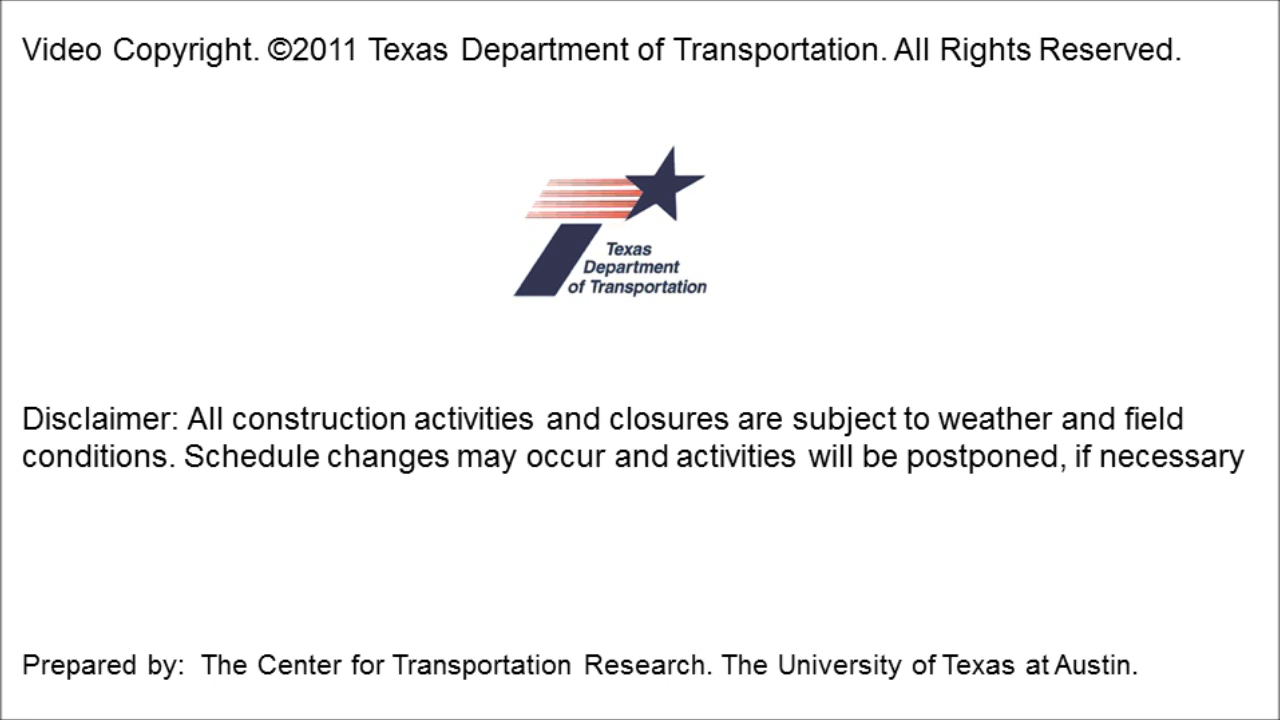 Video Copyright. ©2011 Texas Department of Transportation. All Rights Reserved.
Texas
Department
of Transportation
Disclaimer: All construction activities and closures are subject to weather and field
conditions. Schedule changes may occur and activities will be postponed, if necessary
Prepared by: The Center for Transportation Research. The University of Texas at Austin.